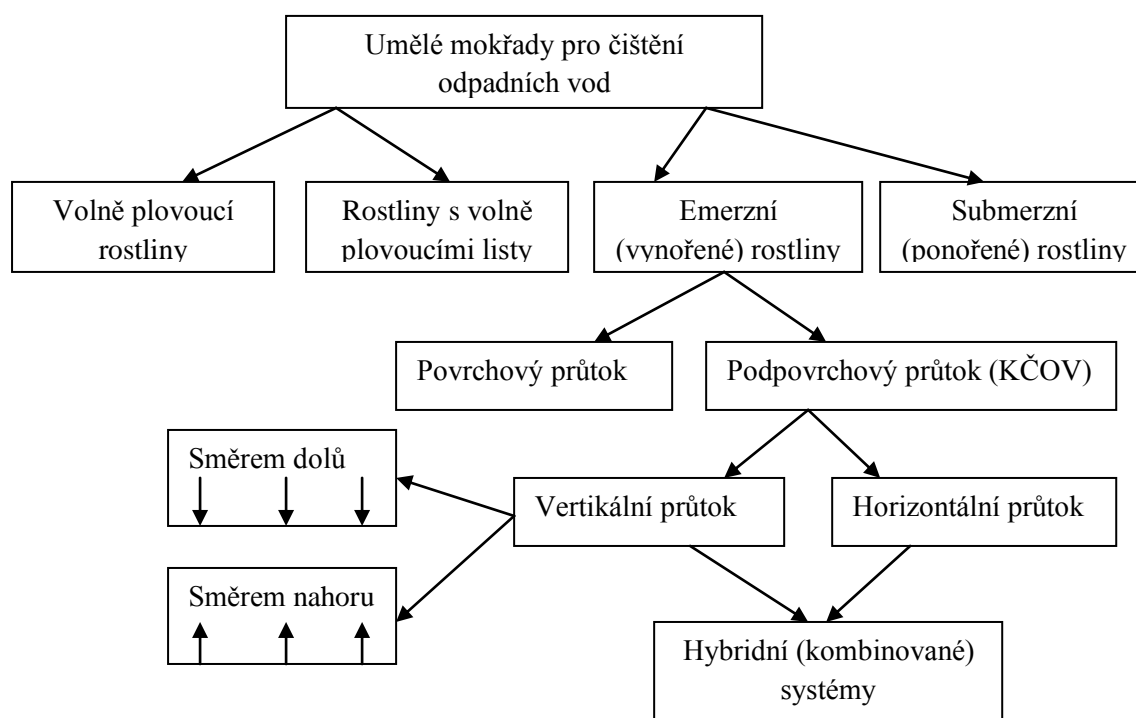 Umělé mokřady pro čištění
odpadních vod
Volně plovoucí
rostliny
Rostliny s volně
plovoucími listy
Emerzní
(vynořené) rostliny
Submerzní
(ponořené) rostliny
Povrchový průtok
Podpovrchový průtok (KČOV)
Směrem dolů
Vertikální průtok
Horizontální průtok
Směrem nahoru
Hybridní (kombinované)
systémy